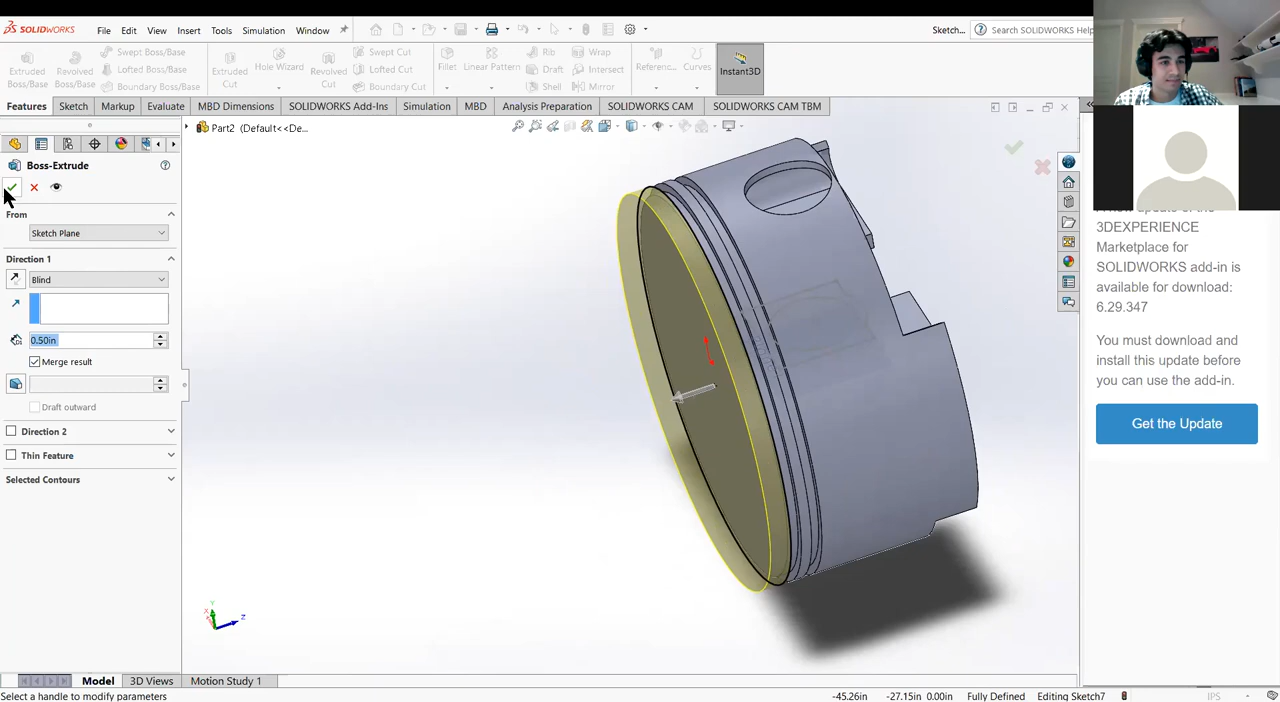 SOLIDWORKS File Edit View Insert Tools Simulation Window Sketch... Search SOLIDWORKS Help
Extruded Boss/Base Revolved Boss/Base Swept Boss/Base Lofted Boss/Base Boundary Boss/Base Extruded Cut Hole Wizard Revolved Cut Swept Cut Lofted Cut Boundary Cut Fillet Linear Pattern Rib Draft Shell Wrap Intersect Mirror Referenc... Curves Instant3D
Features Sketch Markup Evaluate MBD Dimensions SOLIDWORKS Add-Ins Simulation MBD Analysis Preparation SOLIDWORKS CAM SOLIDWORKS CAM TBM
Part2 (Default<<De...
Boss-Extrude
From
Sketch Plane
Direction 1
Blind
0.50in
Merge result
Draft outward
Direction 2
Thin Feature
Selected Contours
3DEXPERIENCE
Marketplace for
SOLIDWORKS add-in is
available for download:
6.29.347
You must download and
install this update before
you can use the add-in.
Get the Update
Y
X
Z
Model 3D Views Motion Study 1
Select a handle to modify parameters -45.26in -27.15in 0.00in Fully Defined Editing Sketch7 IPS